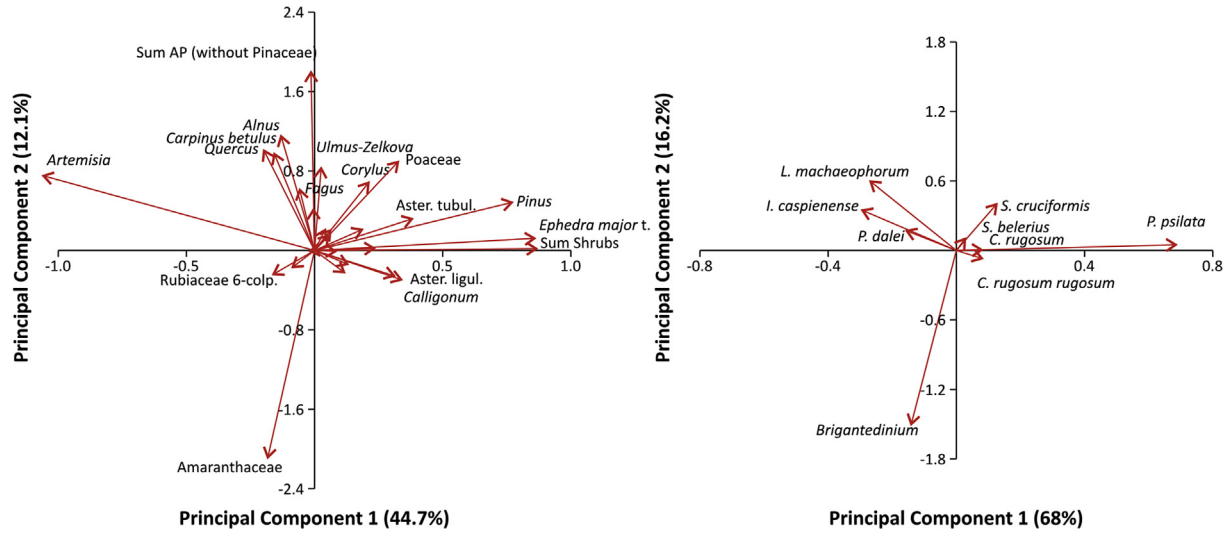 2.4
Sum AP (without Pinaceae)
1.6
Alnus
Carpinus betulus
Quercus
Ulmus-Zelkova
Corylus
Poaceae
0.8
Artemisia
Fagus
Aster. tubul.
Pinus
Ephedra major t.
Sum Shrubs
-1.0
-0.5
0.5
1.0
Rubiaceae 6-colp.
Aster. ligul.
Calligonum
-0.8
-1.6
Amaranthaceae
-2.4
Principal Component 2 (12.1%)
Principal Component 1 (44.7%)
1.8
1.2
0.6
L. machaeophorum
I. caspienense
P. dalei
S. cruciformis
S. belerius
C. rugosum
P. psilata
-0.8
-0.4
0.4
0.8
C. rugosum rugosum
-0.6
-1.2
Brigantedinium
-1.8
Principal Component 2 (16.2%)
Principal Component 1 (68%)